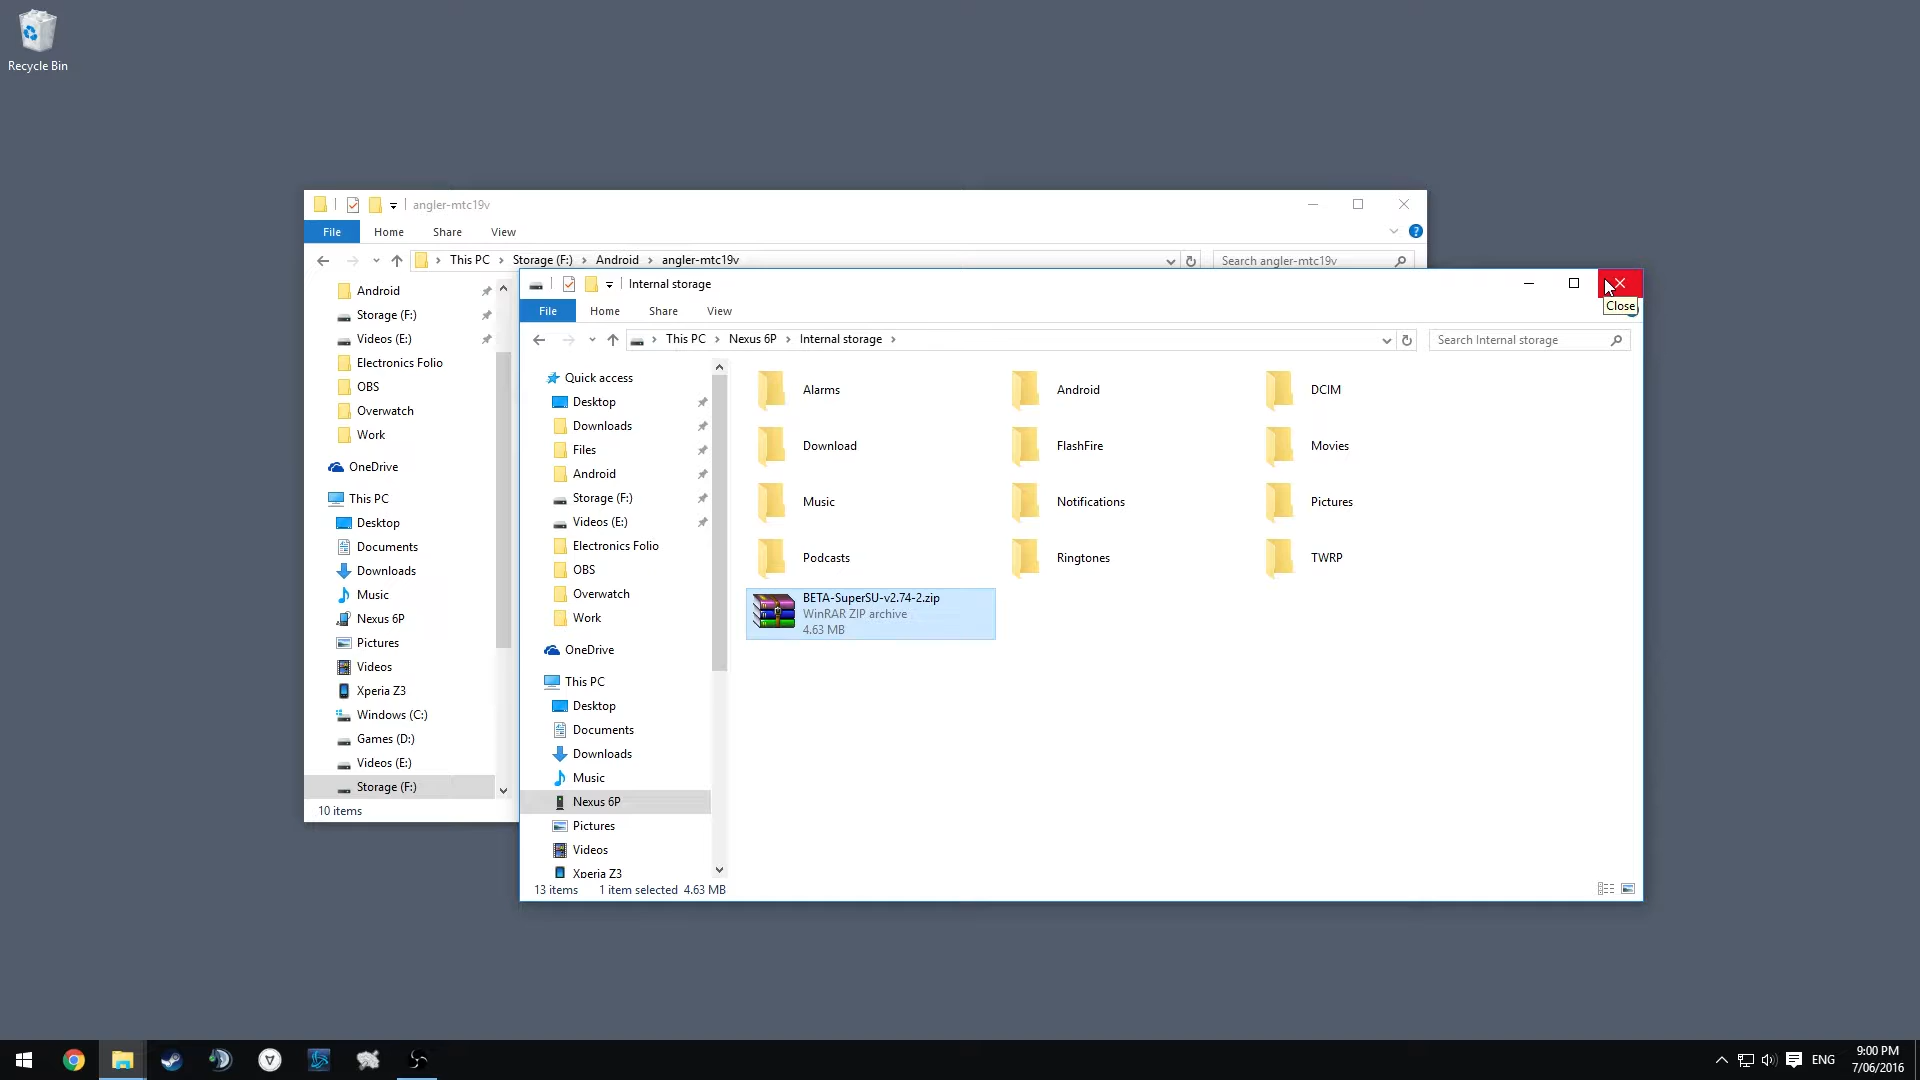 Recycle Bin
angler-mtc19v
File Home Share View
This PC Storage (F:) Android angler-mtc19v
Search angler-mtc19v
Android
Storage (F:)
Videos (E:)
Electronics Folio
OBS
Overwatch
Work
OneDrive
This PC
Desktop
Documents
Downloads
Music
Nexus 6P
Pictures
Videos
Xperia Z3
Windows (C:)
Games (D:)
Videos (E:)
Storage (F:)
10 items
Internal storage
Close
File Home Share View
This PC Nexus 6P Internal storage
Search Internal storage
Quick access
Desktop
Downloads
Files
Android
Storage (F:)
Videos (E:)
Electronics Folio
OBS
Overwatch
Work
OneDrive
This PC
Desktop
Documents
Downloads
Music
Nexus 6P
Pictures
Videos
Xperia Z3
Alarms Android DCIM
Download FlashFire Movies
Music Notifications Pictures
Podcasts Ringtones TWRP
BETA-SuperSU-v2.74-2.zip
WinRAR ZIP archive
4.63 MB
13 items 1 item selected 4.63 MB
ENG
9:00 PM
7/06/2016